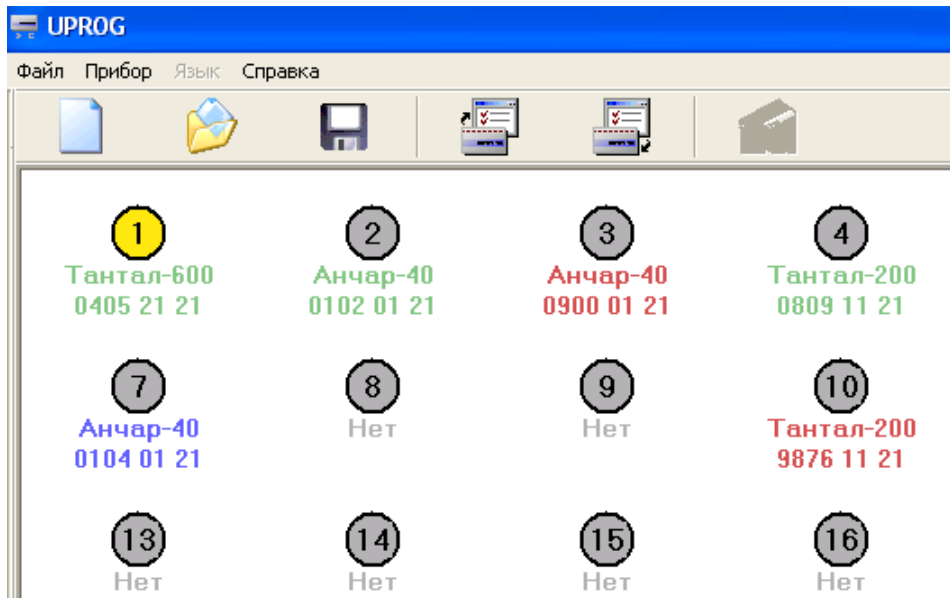 UPROG
Файл Прибор Язык Справка
1 2 3 4
Тантал-600 Анчар-40 Анчар-40 Тантал-200
0405 21 21 0102 01 21 0900 01 21 0809 11 21
7 8 9 10
Анчар-40 Нет Нет Тантал-200
0104 01 21 9876 11 21
13 14 15 16
Нет Нет Нет Нет